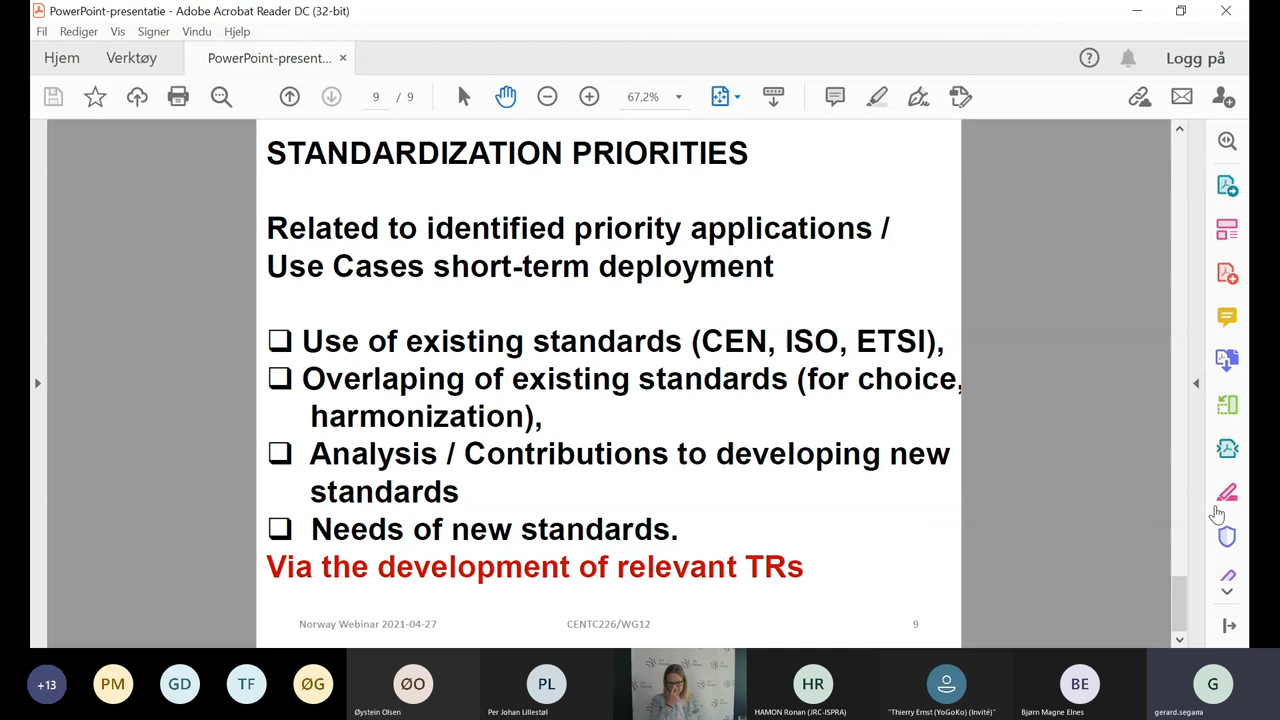 PowerPoint-presentatie - Adobe Acrobat Reader DC (32-bit)
Fil Rediger Vis Signer Vindu Hjelp
Hjem Verktøy PowerPoint-present... × Logg på
9 / 9 67,2%
STANDARDIZATION PRIORITIES
Related to identified priority applications /
Use Cases short-term deployment
❑ Use of existing standards (CEN, ISO, ETSI),
❑ Overlaping of existing standards (for choice,
harmonization),
❑ Analysis / Contributions to developing new
standards
❑ Needs of new standards.
Via the development of relevant TRs
Norway Webinar 2021-04-27 CENTC226/WG12 9
+13 PM GD TF ØG ØO PL HR BE G
Øystein Olsen Per Johan Lillestøl HAMON Ronan (JRC-ISPRA) "Thierry Ernst (YoGoKo) (Invité)" Bjørn Magne Elnes gerard.segarra